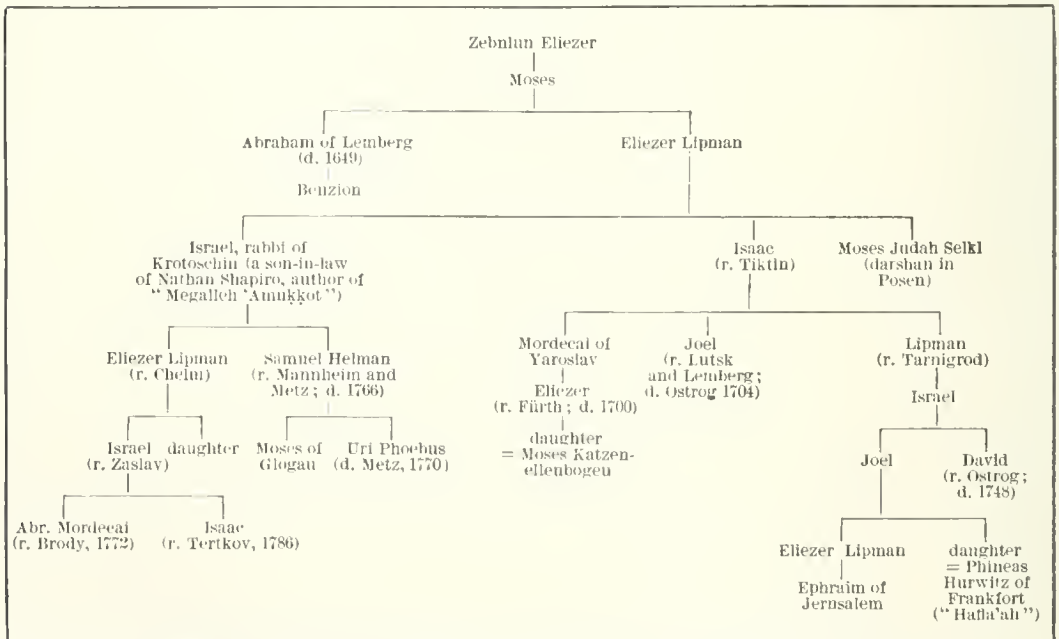 Zebulun Eliezer
Moses
Abraham of Lemberg
(d. 1649)
Eliezer Lipman
Benzion
Israel, rabbi of
Krotoschin (a son-in-law
of Nathan Shapiro, author of
"Megalleh 'Amuḳḳot")
Isaac
(r. Tiktin)
Moses Judah Selkl
(darshan in
Posen)
Eliezer Lipman
(r. Chelm)
Samuel Helman
(r. Mannheim and
Metz; d. 1766)
Mordecai of
Yaroslav
Eliezer
(r. Fürth; d. 1700)
daughter
= Moses Katzen-
ellenbogen
Joel
(r. Lutsk
and Lemberg;
d. Ostrog 1704)
Lipman
(r. Tarnigrod)
Israel
Israel
(r. Zaslav)
daughter
Moses of
Glogau
Uri Phoebus
(d. Metz, 1770)
Joel
David
(r. Ostrog;
d. 1748)
Abr. Mordecai
(r. Brody, 1772)
Isaac
(r. Tertkov, 1786)
Eliezer Lipman
Ephraim of
Jerusalem
daughter
= Phineas
Hurwitz of
Frankfort
("Hafla'ah")